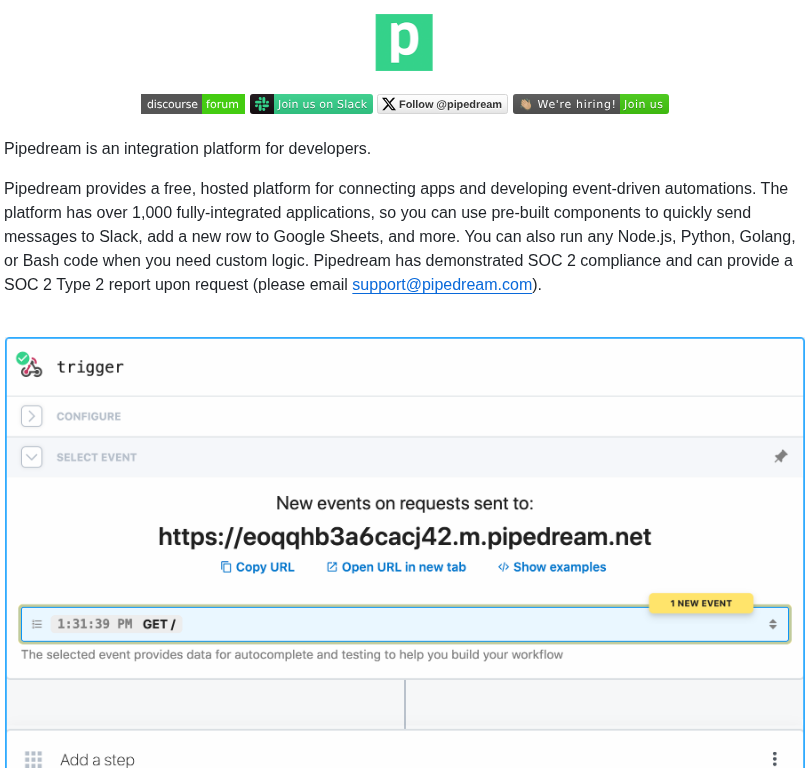 p
discourse forum Join us on Slack Follow @pipedream We're hiring! Join us
Pipedream is an integration platform for developers.
Pipedream provides a free, hosted platform for connecting apps and developing event-driven automations. The
platform has over 1,000 fully-integrated applications, so you can use pre-built components to quickly send
messages to Slack, add a new row to Google Sheets, and more. You can also run any Node.js, Python, Golang,
or Bash code when you need custom logic. Pipedream has demonstrated SOC 2 compliance and can provide a
SOC 2 Type 2 report upon request (please email support@pipedream.com).
trigger
CONFIGURE
SELECT EVENT
New events on requests sent to:
https://eoqqhb3a6cacj42.m.pipedream.net
Copy URL Open URL in new tab Show examples
1 NEW EVENT
1:31:39 PM GET /
The selected event provides data for autocomplete and testing to help you build your workflow
Add a step